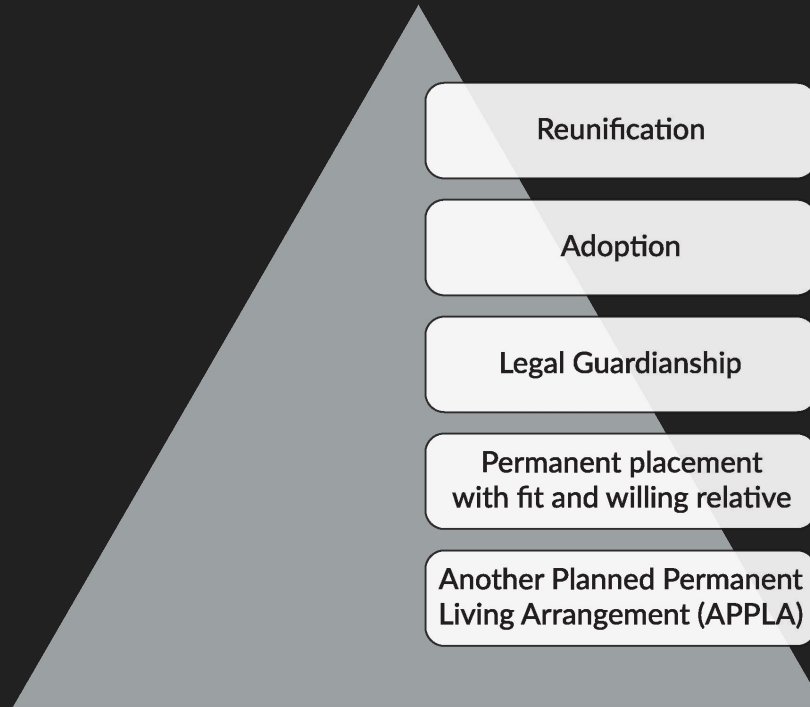 Reunification
Adoption
Legal Guardianship
Permanent placement
with fit and willing relative
Another Planned Permanent
Living Arrangement (APPLA)